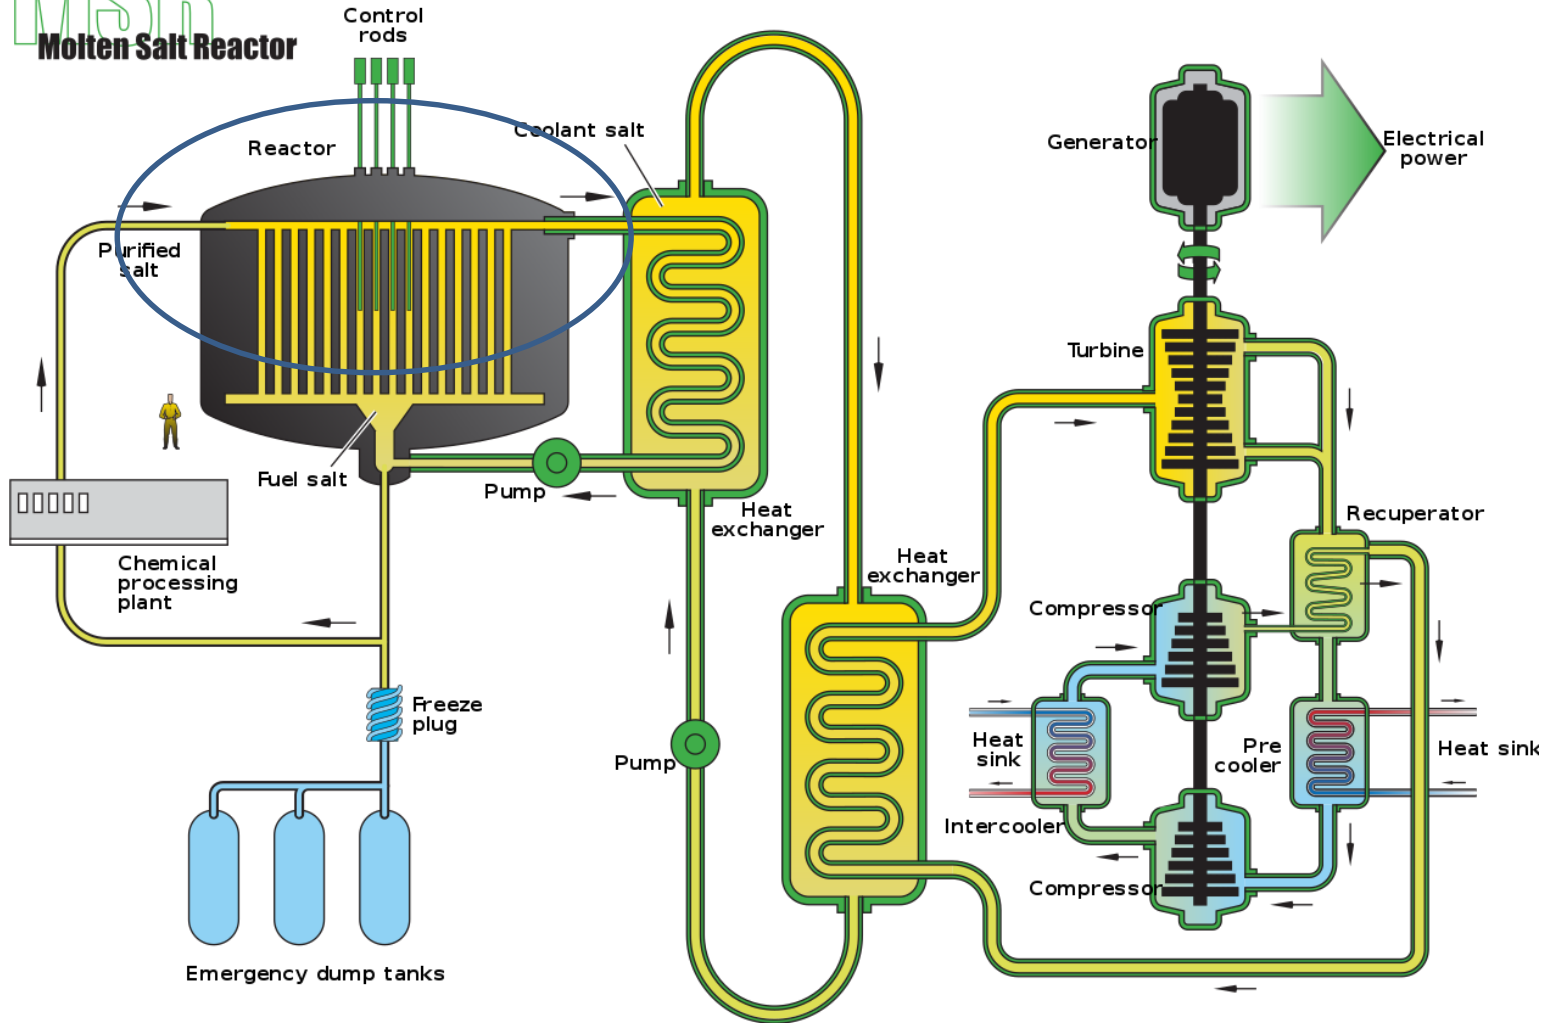 MSR
Molten Salt Reactor
Control
rods
Reactor
Coolant salt
Purified
salt
Fuel salt
Pump
Heat
exchanger
Chemical
processing
plant
Freeze
plug
Emergency dump tanks
Pump
Heat
exchanger
Generator
Electrical
power
Turbine
Recuperator
Compressor
Heat
sink
Pre
cooler
Heat sink
Intercooler
Compressor